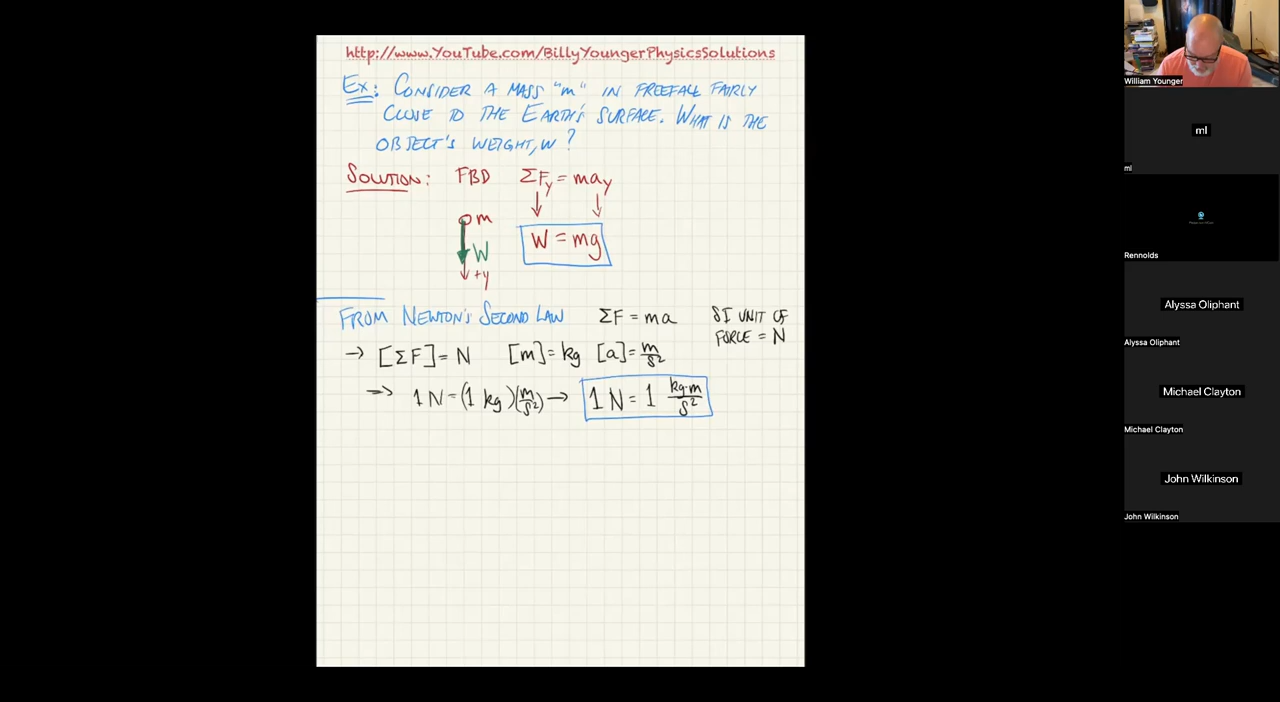 http://www.YouTube.com/BillyYoungerPhysicsSolutions
Ex: CONSIDER A MASS "m" IN FREEFALL FAIRLY
CLOSE TO THE EARTH'S SURFACE. WHAT IS THE
OBJECT'S WEIGHT, W ?
SOLUTION: FBD ΣF_y = ma_y
↓ ↓
m
W = mg
W
+y
FROM NEWTON'S SECOND LAW ΣF = ma SI UNIT OF
FORCE = N
→ [ΣF] = N [m] = kg [a] = m/s²
⇒ 1 N = (1 kg)(m/s²) → 1 N = 1 kg·m/s²
William Younger
ml
ml
Rennolds
Alyssa Oliphant
Alyssa Oliphant
Michael Clayton
Michael Clayton
John Wilkinson
John Wilkinson